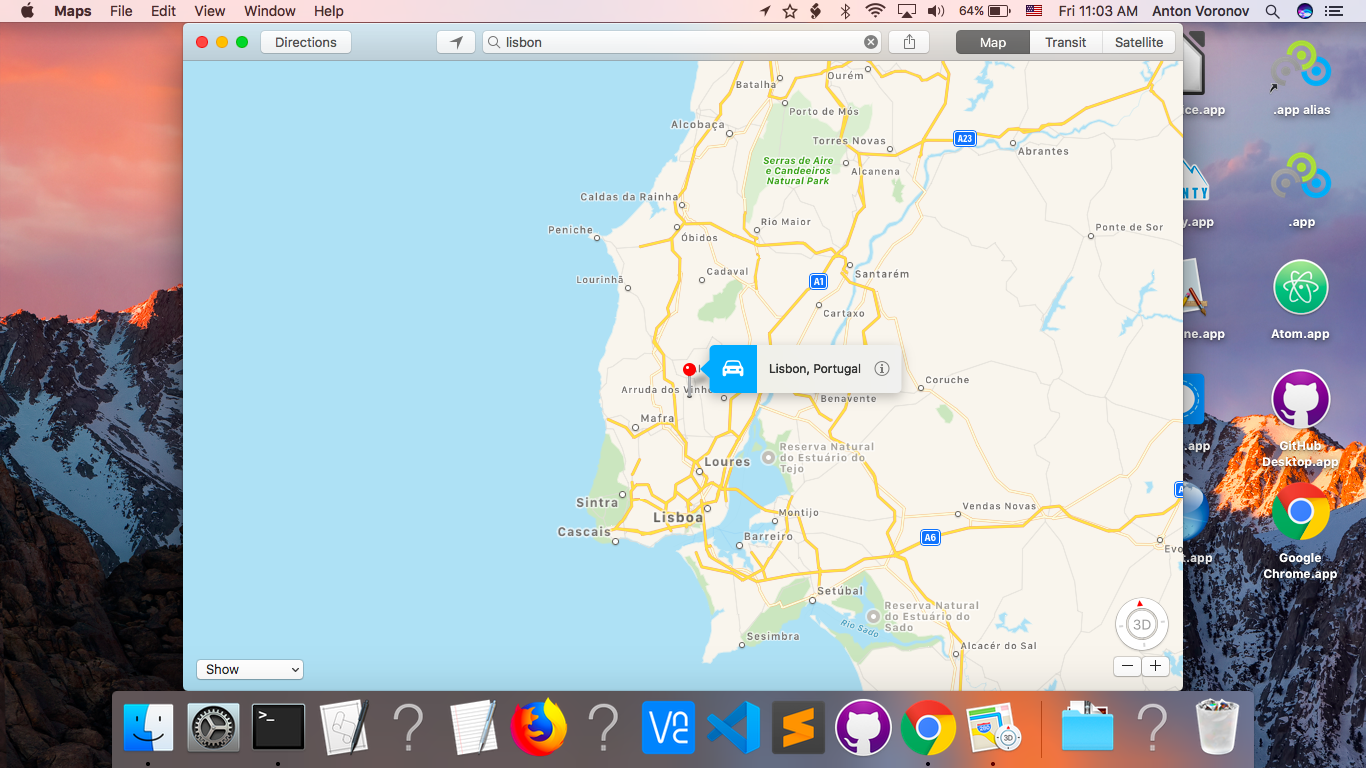 Maps File Edit View Window Help
64% Fri 11:03 AM Anton Voronov
Directions
lisbon
Map Transit Satellite
Batalha
Ourém
Porto de Mós
Alcobaça
Torres Novas
A23
Abrantes
Serras de Aire
e Candeeiros
Natural Park
Alcanena
Caldas da Rainha
Rio Maior
Peniche
Óbidos
Ponte de Sor
Cadaval
Santarém
Lourinhã
A1
Cartaxo
Lisbon, Portugal
Coruche
Arruda dos Vinh
Benavente
Mafra
Reserva Natural
do Estuário do
Tejo
Loures
Sintra
Lisboa
Vendas Novas
Montijo
Cascais
Barreiro
A6
Evo
Setúbal
Reserva Natural
do Estuário do
Sado
Rio Sado
Sesimbra
Alcácer do Sal
3D
Show
ce.app
.app alias
NTY
y.app
.app
ne.app
Atom.app
.app
GitHub
Desktop.app
t.app
Google
Chrome.app
>_
3D